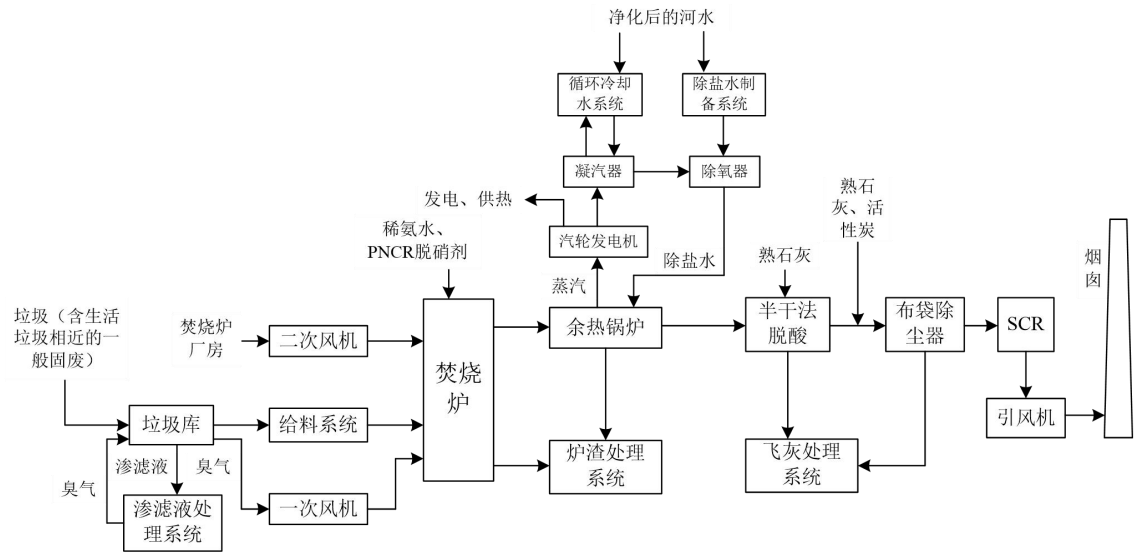 净化后的河水
循环冷却
水系统
除盐水制
备系统
凝汽器
除氧器
发电、供热
汽轮发电机
蒸汽
除盐水
稀氨水、
PNCR脱硝剂
熟石灰
熟石
灰、活
性炭
烟
囱
垃圾（含生活
垃圾相近的一
般固废）
焚烧炉
厂房
二次风机
焚烧
炉
余热锅炉
半干法
脱酸
布袋除
尘器
SCR
引风机
垃圾库
给料系统
渗滤液
臭气
臭气
渗滤液处
理系统
一次风机
炉渣处理
系统
飞灰处理
系统